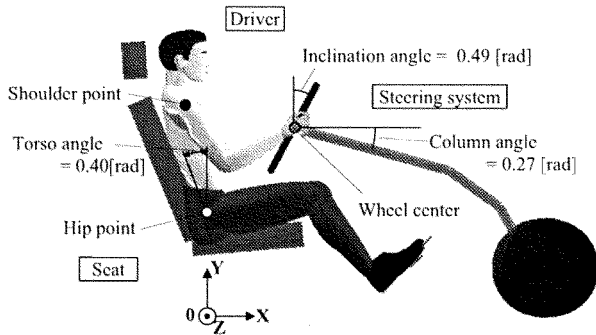 Driver
Inclination angle = 0.49 [rad]
Steering system
Shoulder point
Torso angle
= 0.40[rad]
Column angle
= 0.27 [rad]
Wheel center
Hip point
Seat
Y
0
X
Z